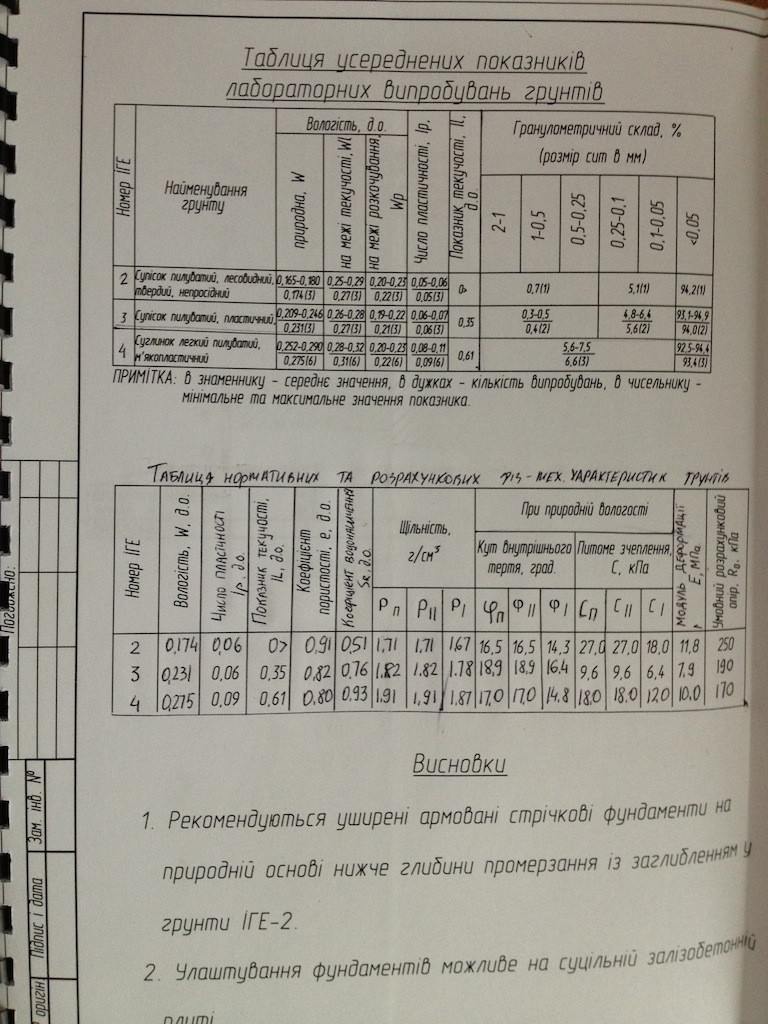 Таблиця усереднених показників
лабораторних випробувань грунтів
Номер ІГЕ
Найменування
грунту
Вологість, д.о.
природна, W
на межі текучості, Wl
на межі розкочування,
Wp
Число пластичності, Ip,
Показник текучості, IL,
д.о.
Гранулометричний склад, %
(розмір сит в мм)
2-1
1-0,5
0,5-0,25
0,25-0,1
0,1-0,05
<0,05
2 Супісок пилуватий, лесовидний, 0,165-0,180 0,25-0,29 0,20-0,23 0,05-0,06 0> 0,7(1) 5,1(1) 94,2(1)
твердий, непросідний 0,174(3) 0,27(3) 0,22(3) 0,05(3)
3 Супісок пилуватий, пластичний, 0,209-0,246 0,26-0,28 0,19-0,22 0,06-0,07 0,35 0,3-0,5 4,8-6,4 93,1-94,9
0,231(3) 0,27(3) 0,21(3) 0,06(3) 0,4(2) 5,6(2) 94,0(2)
4 Суглинок легкий пилуватий, 0,252-0,290 0,28-0,32 0,20-0,23 0,08-0,11 0,61 5,6-7,5 92,5-94,4
м'якопластичний 0,275(6) 0,31(6) 0,22(6) 0,09(6) 6,6(3) 93,4(3)
ПРИМІТКА: в знаменнику - середнє значення, в дужках - кількість випробувань, в чисельнику -
мінімальне та максимальне значення показника.
Таблиця нормативних та розрахункових фіз-мех. характеристик грунтів
Номер ІГЕ
Вологість, W, д.о.
Число пластичності
Ip, д.о.
Показник текучості,
IL, д.о.
Коефіцієнт
пористості, e, д.о.
Коефіцієнт водонасичення
Sr, д.о.
Щільність,
г/см³
ρп ρII ρI
При природній вологості
Кут внутрішнього
тертя, град.
φп φII φI
Питоме зчеплення,
С, кПа
Сп СII СI
Модуль деформації
E, МПа
Умовний розрахунковий
опір, R₀, кПа
2 0,174 0,06 0> 0,91 0,51 1,71 1,71 1,67 16,5 16,5 14,3 27,0 27,0 18,0 11,8 250
3 0,231 0,06 0,35 0,82 0,76 1.82 1,82 1.78 18,9 18,9 16,4 9,6 9,6 6,4 7,9 190
4 0,275 0,09 0,61 0,80 0,93 1.91 1,91 1,87 17,0 17,0 14,8 18,0 18,0 12,0 10,0 170
Висновки
1. Рекомендуються уширені армовані стрічкові фундаменти на
природній основі нижче глибини промерзання із заглибленням у
грунти ІГЕ-2.
2. Улаштування фундаментів можливе на суцільній залізобетонній
плиті.
Погоджено:
Зам. інв. №
Підпис і дата
оригін